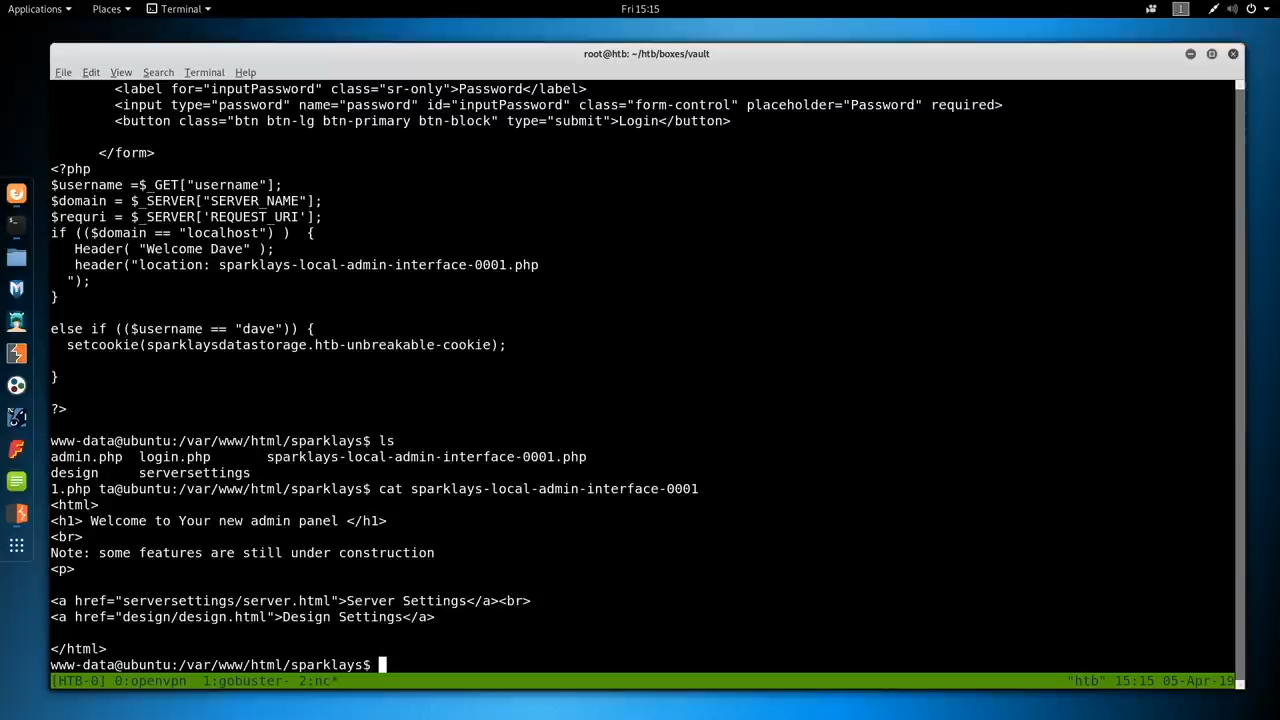 Applications Places Terminal Fri 15:15 1
root@htb: ~/htb/boxes/vault
File Edit View Search Terminal Help
<label for="inputPassword" class="sr-only">Password</label>
<input type="password" name="password" id="inputPassword" class="form-control" placeholder="Password" required>
<button class="btn btn-lg btn-primary btn-block" type="submit">Login</button>
</form>
<?php
$username =$_GET["username"];
$domain = $_SERVER["SERVER_NAME"];
$requri = $_SERVER['REQUEST_URI'];
if (($domain == "localhost") ) {
Header( "Welcome Dave" );
header("location: sparklays-local-admin-interface-0001.php
");
}
else if (($username == "dave")) {
setcookie(sparklaysdatastorage.htb-unbreakable-cookie);
}
?>
www-data@ubuntu:/var/www/html/sparklays$ ls
admin.php login.php sparklays-local-admin-interface-0001.php
design serversettings
1.php ta@ubuntu:/var/www/html/sparklays$ cat sparklays-local-admin-interface-0001
<html>
<h1> Welcome to Your new admin panel </h1>
<br>
Note: some features are still under construction
<p>
<a href="serversettings/server.html">Server Settings</a><br>
<a href="design/design.html">Design Settings</a>
</html>
www-data@ubuntu:/var/www/html/sparklays$
[HTB-0] 0:openvpn 1:gobuster- 2:nc* "htb" 15:15 05-Apr-19